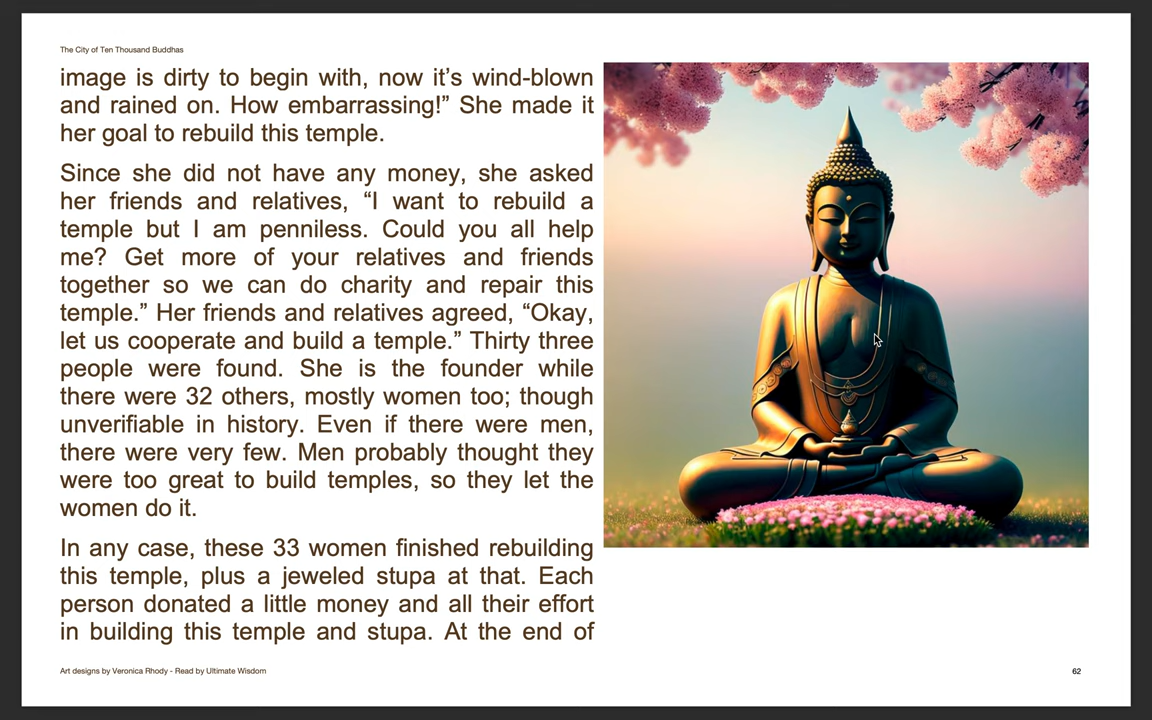 The City of Ten Thousand Buddhas
image is dirty to begin with, now it’s wind-blown
and rained on. How embarrassing!” She made it
her goal to rebuild this temple.
Since she did not have any money, she asked
her friends and relatives, “I want to rebuild a
temple but I am penniless. Could you all help
me? Get more of your relatives and friends
together so we can do charity and repair this
temple.” Her friends and relatives agreed, “Okay,
let us cooperate and build a temple.” Thirty three
people were found. She is the founder while
there were 32 others, mostly women too; though
unverifiable in history. Even if there were men,
there were very few. Men probably thought they
were too great to build temples, so they let the
women do it.
In any case, these 33 women finished rebuilding
this temple, plus a jeweled stupa at that. Each
person donated a little money and all their effort
in building this temple and stupa. At the end of
Art designs by Veronica Rhody - Read by Ultimate Wisdom
62